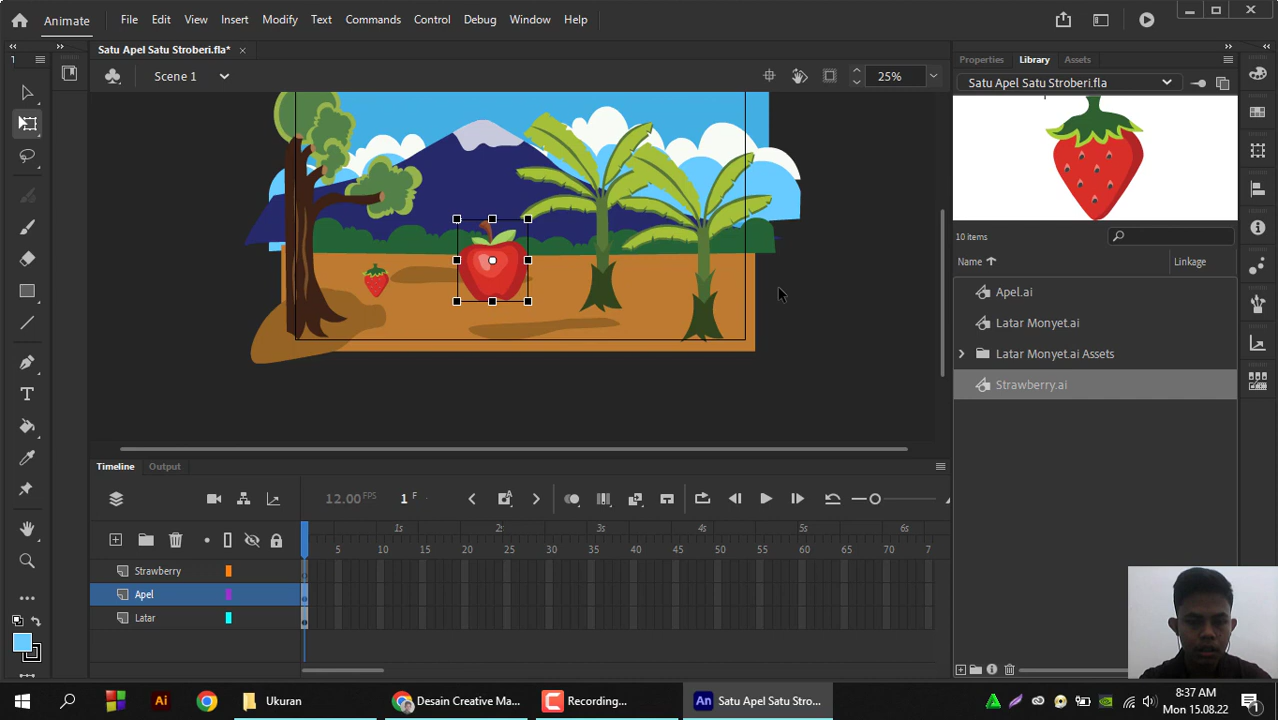 Animate
File Edit View Insert Modify Text Commands Control Debug Window Help
1
Satu Apel Satu Stroberi.fla*
Scene 1
25%
Properties Library Assets
Satu Apel Satu Stroberi.fla
10 items
Name
Linkage
Apel.ai
Latar Monyet.ai
Latar Monyet.ai Assets
Strawberry.ai
Timeline Output
12.00 FPS 1 F
1s 2: 3s 4s 5s 6s
5 10 15 20 25 30 35 40 45 50 55 60 65 70 7
Strawberry
Apel
Latar
Ai
Ukuran
Desain Creative Ma...
Recording...
An Satu Apel Satu Stro...
8:37 AM
Mon 15.08.22